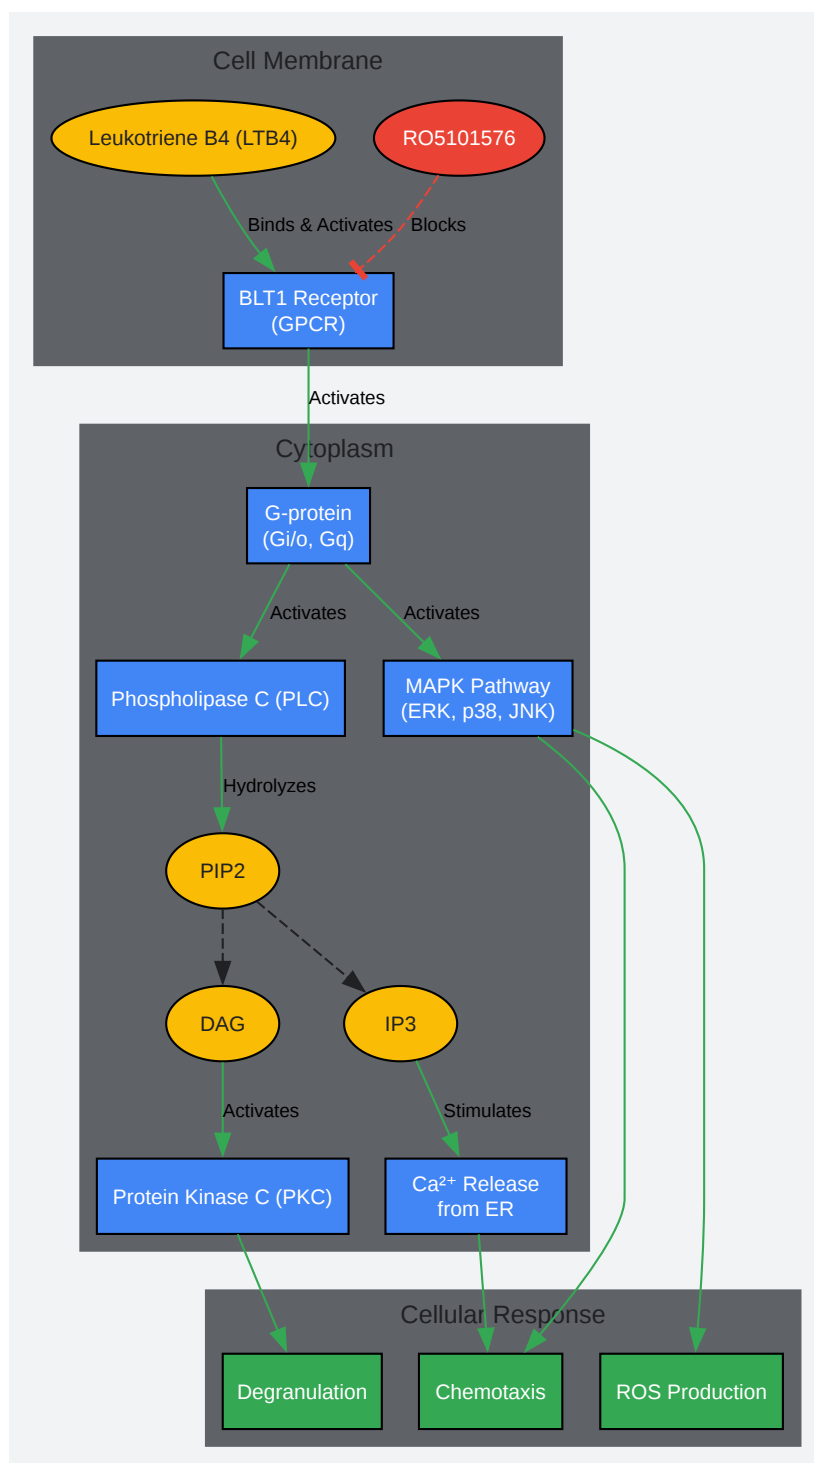 Cell Membrane
Leukotriene B4 (LTB4)
RO5101576
Binds & Activates
Blocks
BLT1 Receptor
(GPCR)
Activates
Cytoplasm
G-protein
(Gi/o, Gq)
Activates
Activates
Phospholipase C (PLC)
MAPK Pathway
(ERK, p38, JNK)
Hydrolyzes
PIP2
DAG
IP3
Activates
Stimulates
Protein Kinase C (PKC)
Ca²⁺ Release
from ER
Cellular Response
Degranulation
Chemotaxis
ROS Production